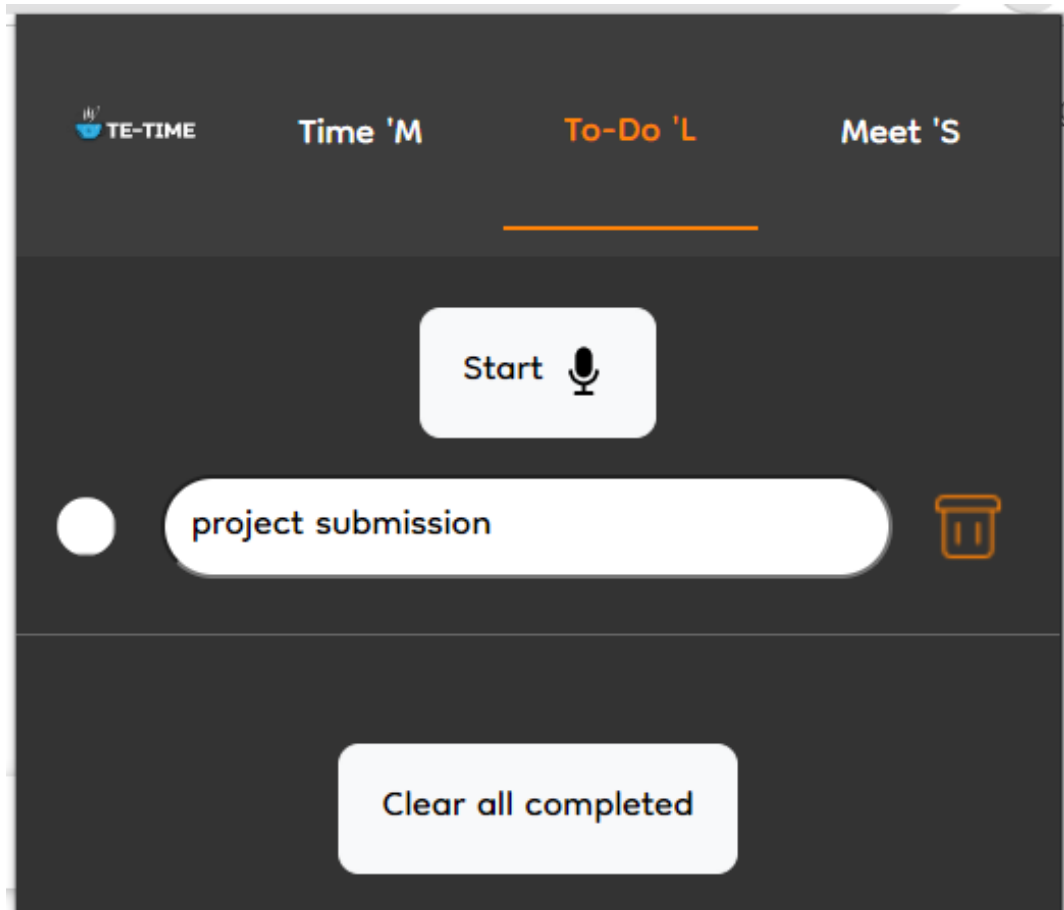 TE-TIME Time 'M To-Do 'L Meet 'S
Start
project submission
Clear all completed